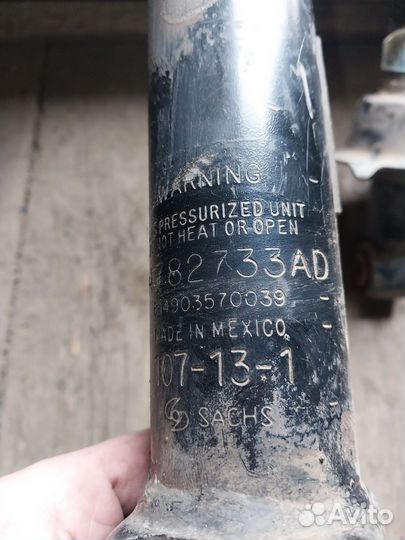 WARNING
PRESSURIZED UNIT
NOT HEAT OR OPEN
82733AD
4903570039
MADE IN MEXICO
107-13-1
SACHS
Avito